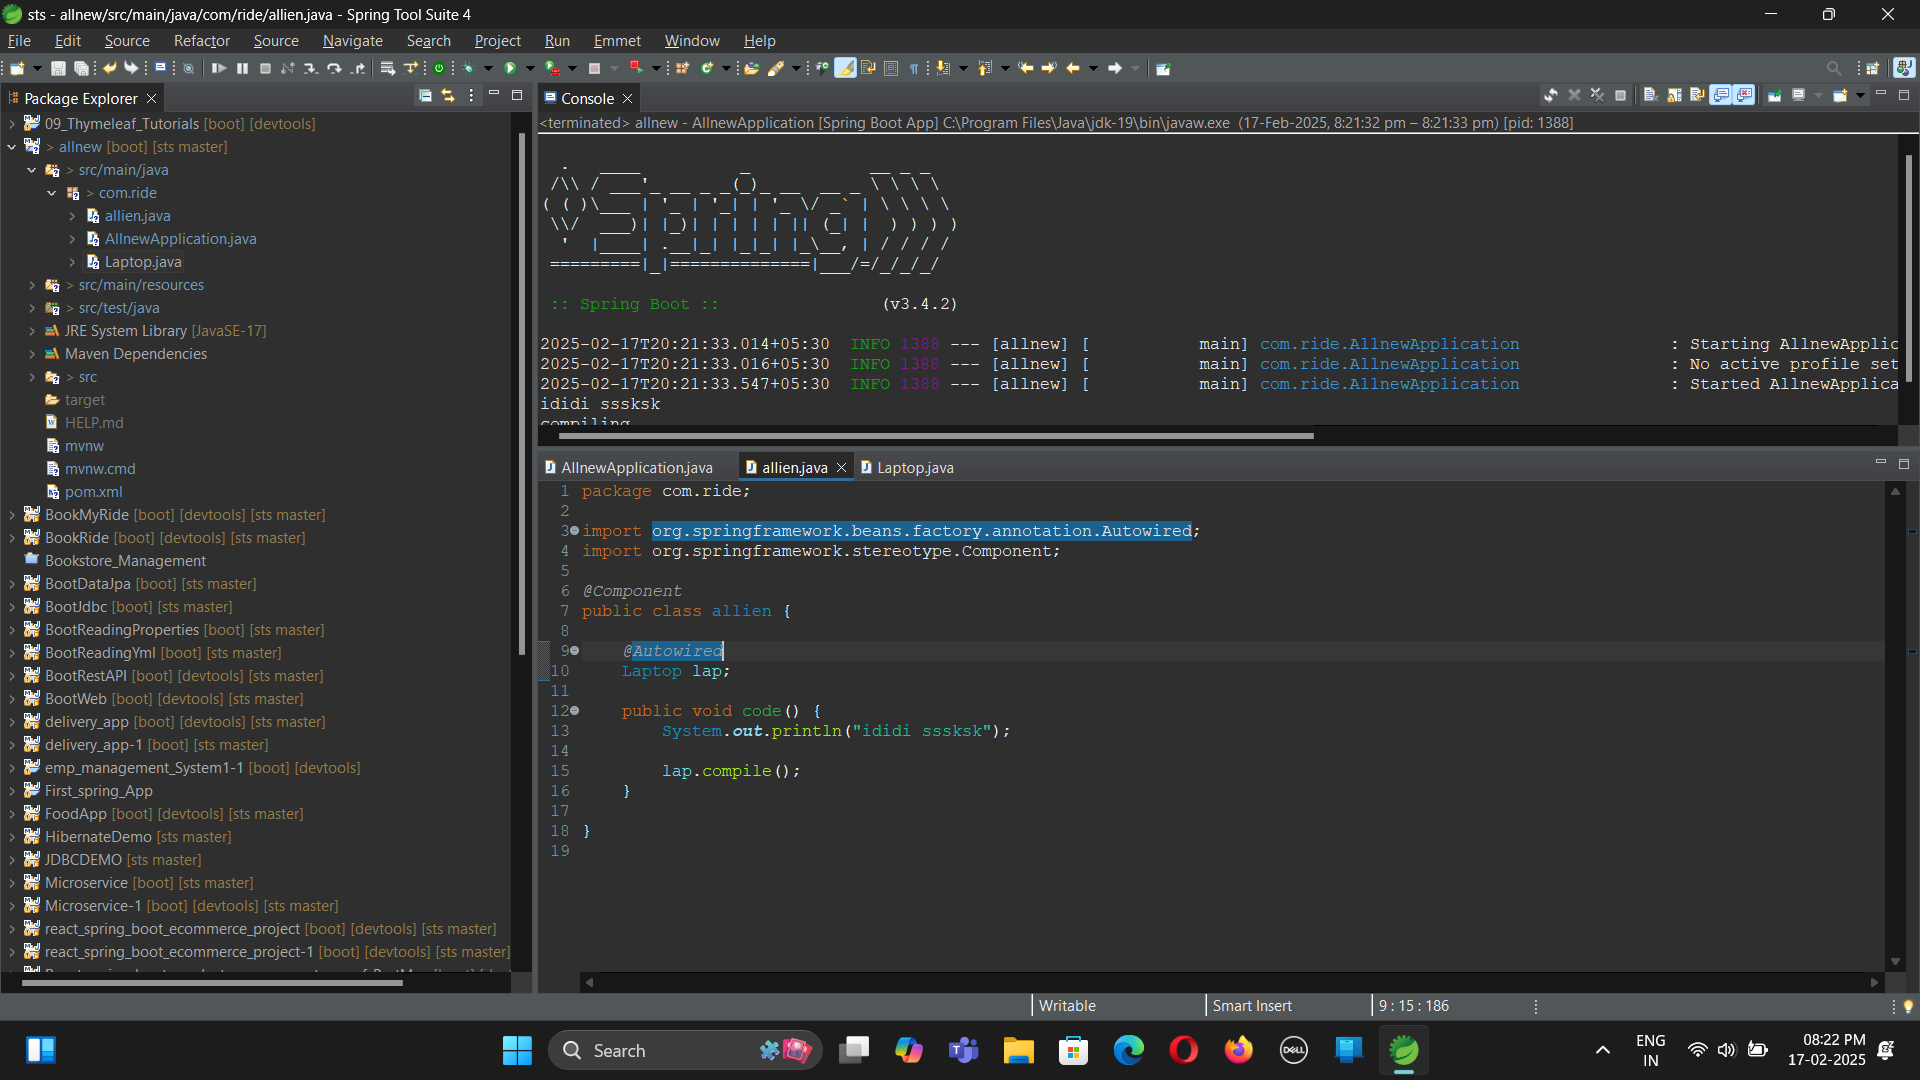 sts - allnew/src/main/java/com/ride/allien.java - Spring Tool Suite 4
File Edit Source Refactor Source Navigate Search Project Run Emmet Window Help
Package Explorer
09_Thymeleaf_Tutorials [boot] [devtools]
> allnew [boot] [sts master]
> src/main/java
> com.ride
allien.java
AllnewApplication.java
Laptop.java
> src/main/resources
> src/test/java
JRE System Library [JavaSE-17]
Maven Dependencies
> src
target
HELP.md
mvnw
mvnw.cmd
pom.xml
BookMyRide [boot] [devtools] [sts master]
BookRide [boot] [devtools] [sts master]
Bookstore_Management
BootDataJpa [boot] [sts master]
BootJdbc [boot] [sts master]
BootReadingProperties [boot] [sts master]
BootReadingYml [boot] [sts master]
BootRestAPI [boot] [devtools] [sts master]
BootWeb [boot] [devtools] [sts master]
delivery_app [boot] [devtools] [sts master]
delivery_app-1 [boot] [sts master]
emp_management_System1-1 [boot] [devtools]
First_spring_App
FoodApp [boot] [devtools] [sts master]
HibernateDemo [sts master]
JDBCDEMO [sts master]
Microservice [boot] [sts master]
Microservice-1 [boot] [devtools] [sts master]
react_spring_boot_ecommerce_project [boot] [devtools] [sts master]
react_spring_boot_ecommerce_project-1 [boot] [devtools] [sts master]
Console
<terminated> allnew - AllnewApplication [Spring Boot App] C:\Program Files\Java\jdk-19\bin\javaw.exe (17-Feb-2025, 8:21:32 pm – 8:21:33 pm) [pid: 1388]
Spring
:: Spring Boot :: (v3.4.2)
2025-02-17T20:21:33.014+05:30 INFO 1388 --- [allnew] [ main] com.ride.AllnewApplication : Starting AllnewApplic
2025-02-17T20:21:33.016+05:30 INFO 1388 --- [allnew] [ main] com.ride.AllnewApplication : No active profile set
2025-02-17T20:21:33.547+05:30 INFO 1388 --- [allnew] [ main] com.ride.AllnewApplication : Started AllnewApplica
ididi sssksk
compiling
AllnewApplication.java allien.java Laptop.java
1 package com.ride;
2
3 import org.springframework.beans.factory.annotation.Autowired;
4 import org.springframework.stereotype.Component;
5
6 @Component
7 public class allien {
8
9 @Autowired
10 Laptop lap;
11
12 public void code() {
13 System.out.println("ididi sssksk");
14
15 lap.compile();
16 }
17
18 }
19
Writable Smart Insert 9 : 15 : 186
Search
DELL
ENG
IN
08:22 PM
17-02-2025